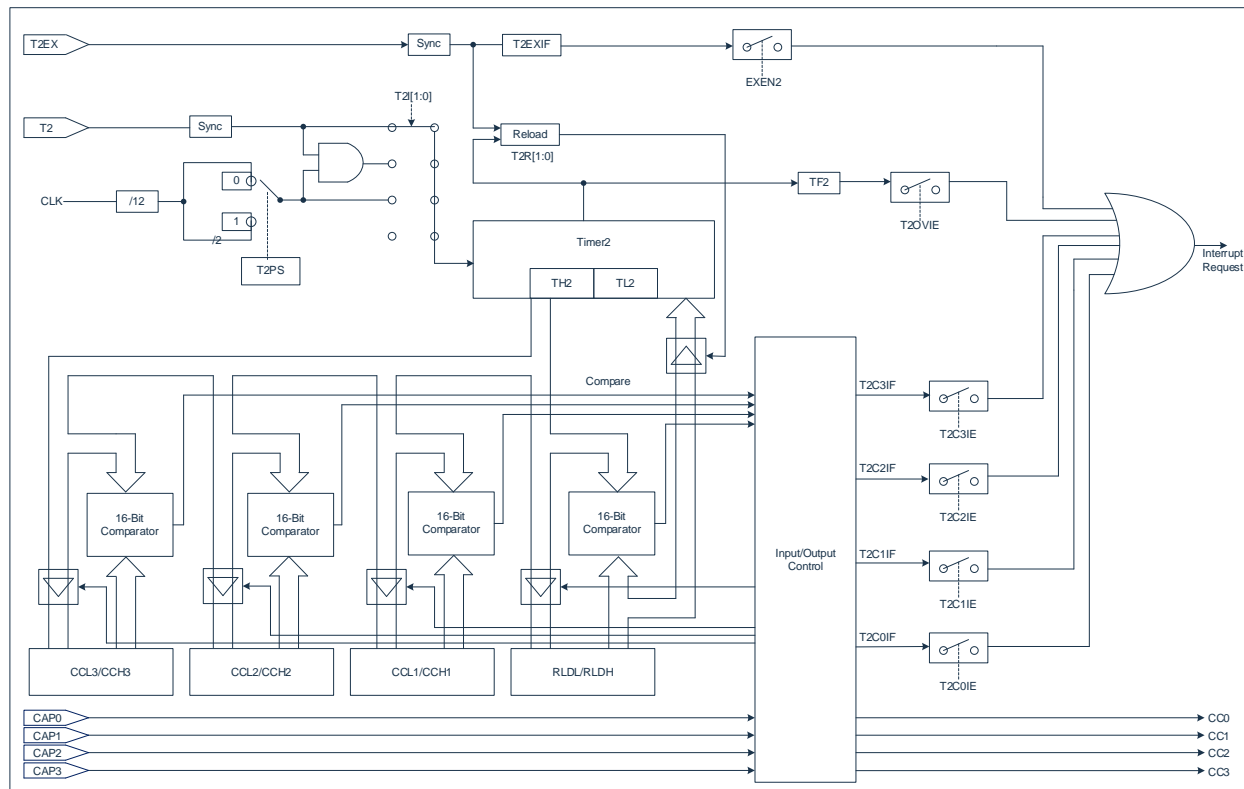 T2EX
Sync
T2EXIF
EXEN2
T2I[1:0]
T2
Sync
Reload
T2R[1:0]
CLK
/12
0
1
/2
T2PS
TF2
T2OVIE
Timer2
TH2
TL2
Interrupt
Request
Compare
16-Bit
Comparator
16-Bit
Comparator
16-Bit
Comparator
16-Bit
Comparator
Input/Output
Control
T2C3IF
T2C3IE
T2C2IF
T2C2IE
T2C1IF
T2C1IE
T2C0IF
T2C0IE
CCL3/CCH3
CCL2/CCH2
CCL1/CCH1
RLDL/RLDH
CAP0
CAP1
CAP2
CAP3
CC0
CC1
CC2
CC3